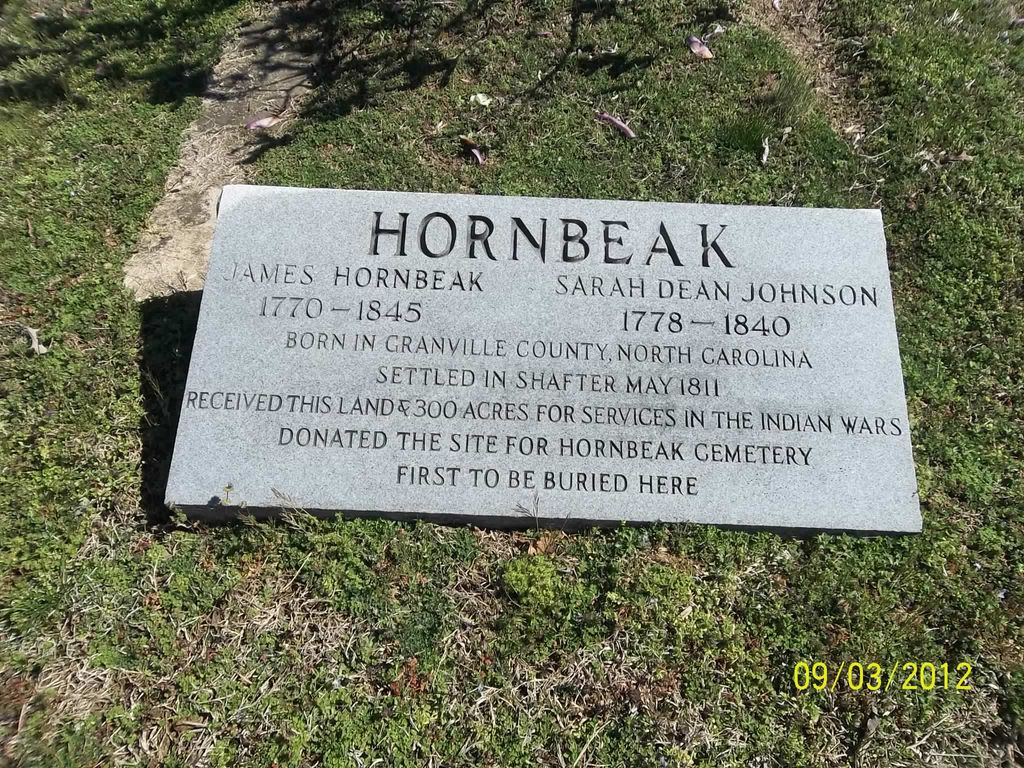 HORNBEAK
JAMES HORNBEAK SARAH DEAN JOHNSON
1770 — 1845 1778 — 1840
BORN IN GRANVILLE COUNTY, NORTH CAROLINA
SETTLED IN SHAFTER MAY 1811
RECEIVED THIS LAND & 300 ACRES FOR SERVICES IN THE INDIAN WARS
DONATED THE SITE FOR HORNBEAK CEMETERY
FIRST TO BE BURIED HERE
09/03/2012